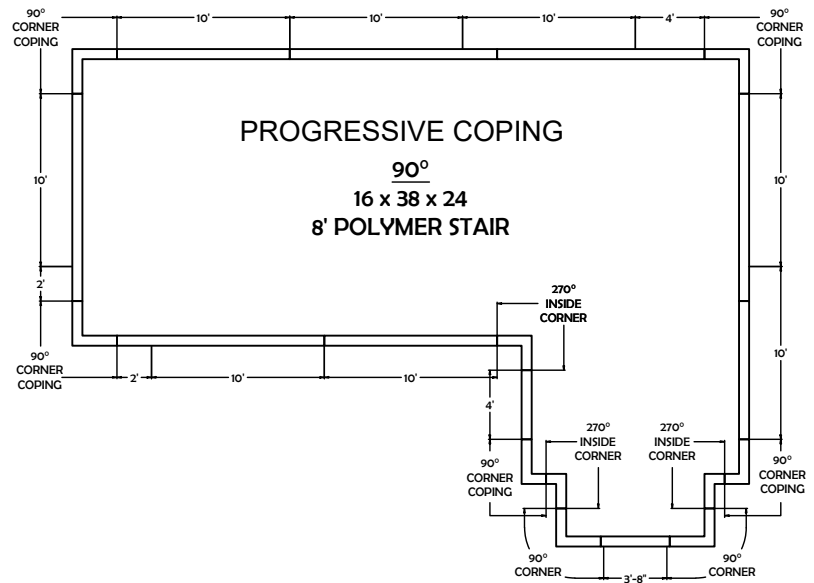 90°
CORNER
COPING
10'
10'
10'
4'
90°
CORNER
COPING
PROGRESSIVE COPING
90°
16 x 38 x 24
8' POLYMER STAIR
10'
10'
2'
270°
INSIDE
CORNER
90°
CORNER
COPING
2'
10'
10'
10'
4'
270°
INSIDE
CORNER
270°
INSIDE
CORNER
90°
CORNER
COPING
90°
CORNER
COPING
90°
CORNER
3'-8"
90°
CORNER